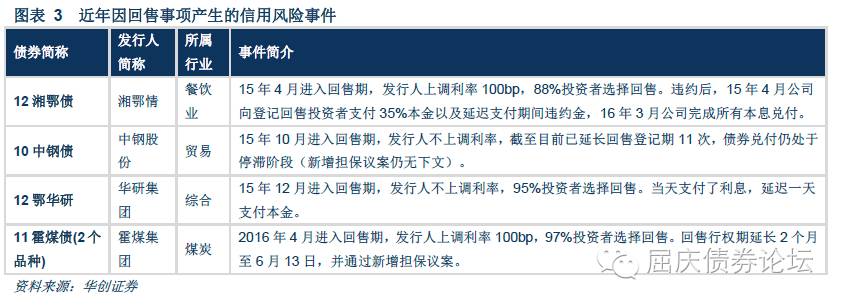 图表 3 近年因回售事项产生的信用风险事件
债券简称
发行人
简称
所属
行业
事件简介
12 湘鄂债
湘鄂情
餐饮
业
15 年 4 月进入回售期，发行人上调利率 100bp，88%投资者选择回售。违约后，15 年 4 月公司
向登记回售投资者支付 35%本金以及延迟支付期间违约金，16 年 3 月公司完成所有本息兑付。
10 中钢债
中钢股
份
贸易
15 年 10 月进入回售期，发行人不上调利率，截至目前已延长回售登记期 11 次，债券兑付仍处于
停滞阶段（新增担保议案仍无下文）。
12 鄂华研
华研集
团
综合
15 年 12 月进入回售期，发行人不上调利率，95%投资者选择回售。当天支付了利息，延迟一天
支付本金。
11 霍煤债(2 个
品种)
霍煤集
团
煤炭
2016 年 4 月进入回售期，发行人上调利率 100bp，97%投资者选择回售。回售行权期延长 2 个月
至 6 月 13 日，并通过新增担保议案。
资料来源：华创证券
屈庆债券论坛